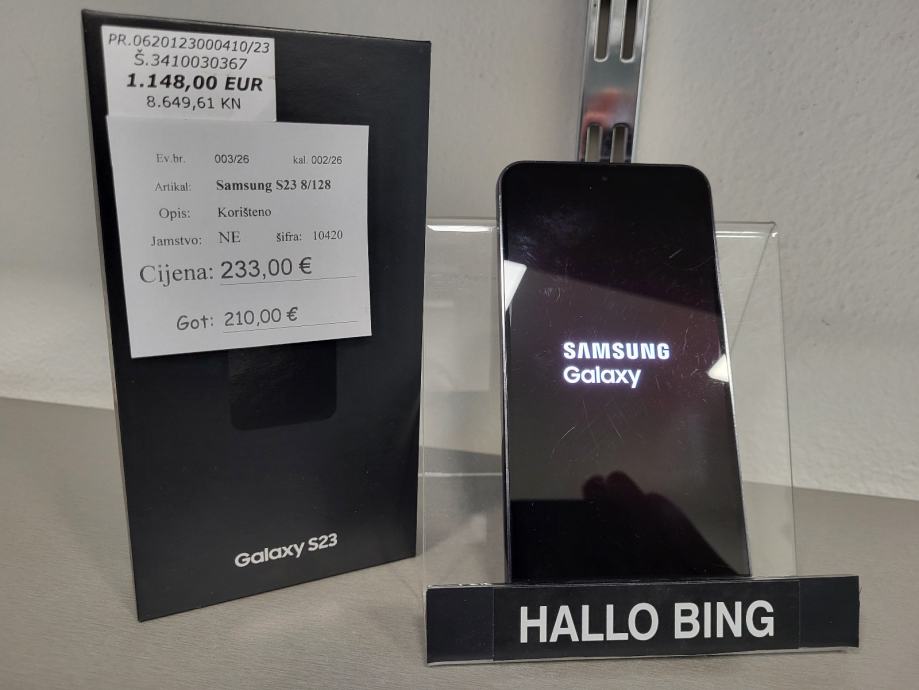 PR.0620123000410/23
Š.3410030367
1.148,00 EUR
8.649,61 KN
Ev.br. 003/26 kal. 002/26
Artikal: Samsung S23 8/128
Opis: Korišteno
Jamstvo: NE šifra: 10420
Cijena: 233,00 €
Got: 210,00 €
Galaxy S23
SAMSUNG
Galaxy
HALLO BING